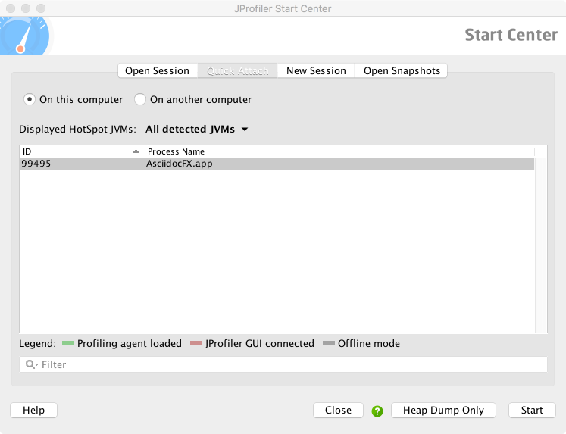 JProfiler Start Center
Start Center
Open Session Quick Attach New Session Open Snapshots
On this computer On another computer
Displayed HotSpot JVMs: All detected JVMs
ID Process Name
99495 AsciidocFX.app
Legend: Profiling agent loaded JProfiler GUI connected Offline mode
Filter
Help Close ? Heap Dump Only Start